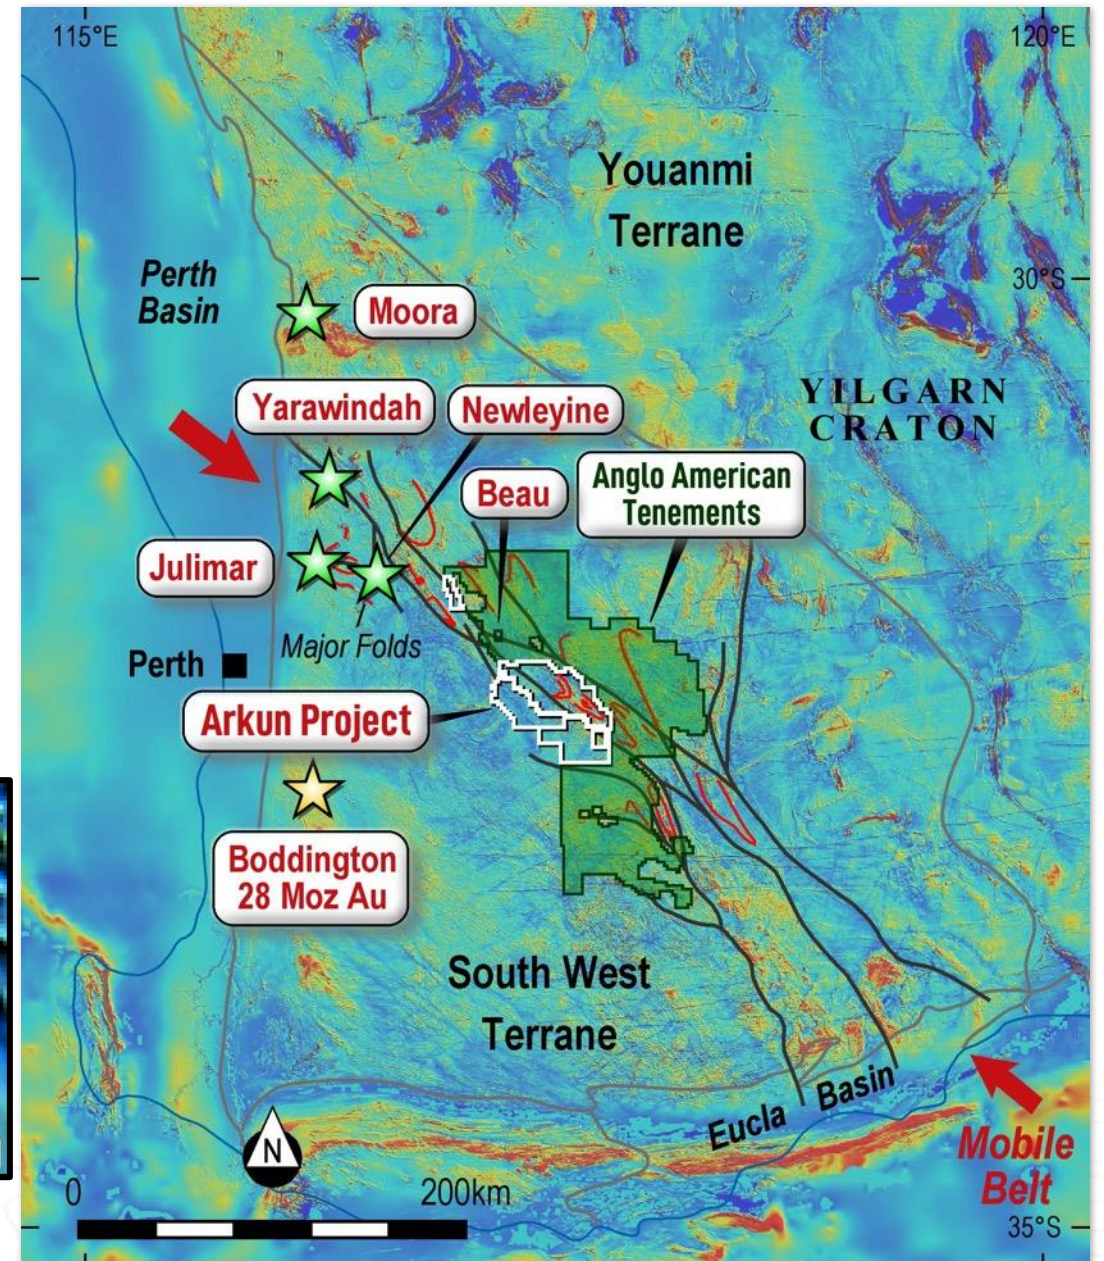 115°E
120°E
Youanmi
Terrane
Perth
Basin
30°S
Moora
YILGARN
CRATON
Yarawindah
Newleyine
Beau
Anglo American
Tenements
Julimar
Major Folds
Perth
Arkun Project
Boddington
28 Moz Au
South West
Terrane
Eucla Basin
Mobile
Belt
N
0
200km
35°S